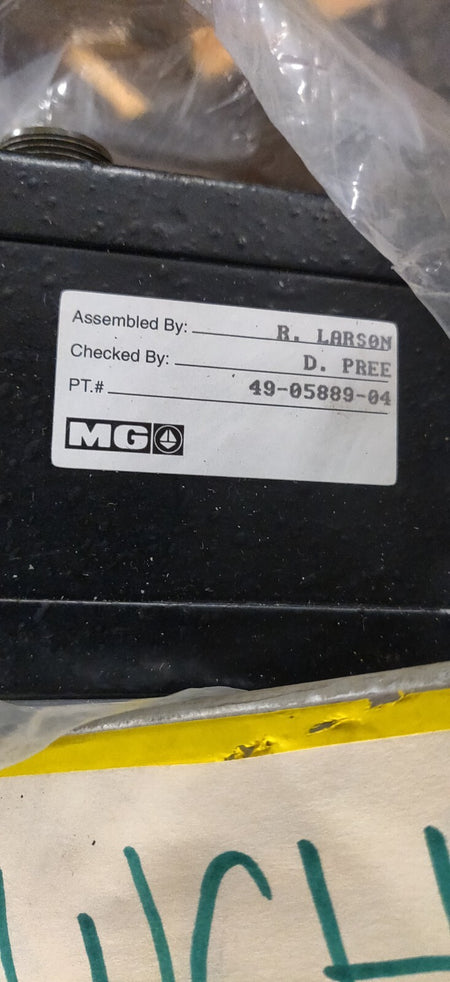 Assembled By: R. LARSON
Checked By: D. PREE
PT.# 49-05889-04
MG